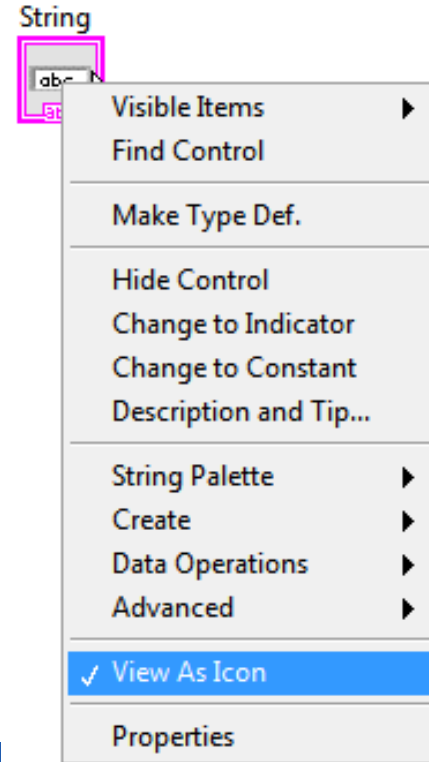 String
abc
Visible Items
Find Control
Make Type Def.
Hide Control
Change to Indicator
Change to Constant
Description and Tip...
String Palette
Create
Data Operations
Advanced
View As Icon
Properties